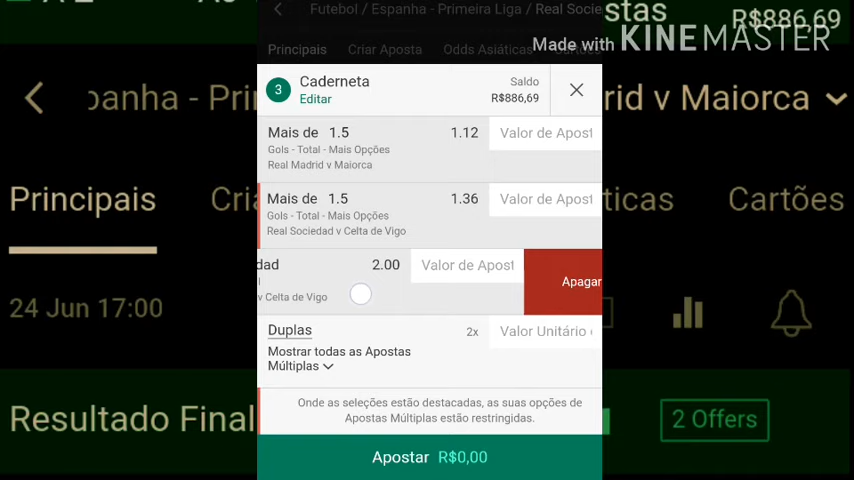 Futebol / Espanha - Primeira Liga / Real Socie
stas
R$886,69
Made with KINEMASTER
Principais Criar Aposta Odds Asiáticas
3 Caderneta
Editar
Saldo
R$886,69
panha - Pri
rid v Maiorca
Mais de 1.5 1.12 Valor de Apost
Gols - Total - Mais Opções
Real Madrid v Maiorca
Principais
Cria
ticas
Cartões
Mais de 1.5 1.36 Valor de Apost
Gols - Total - Mais Opções
Real Sociedad v Celta de Vigo
dad 2.00 Valor de Apost
Apagar
v Celta de Vigo
24 Jun 17:00
Duplas 2x Valor Unitário
Mostrar todas as Apostas
Múltiplas
Onde as seleções estão destacadas, as suas opções de
Apostas Múltiplas estão restringidas.
Resultado Final
2 Offers
Apostar R$0,00